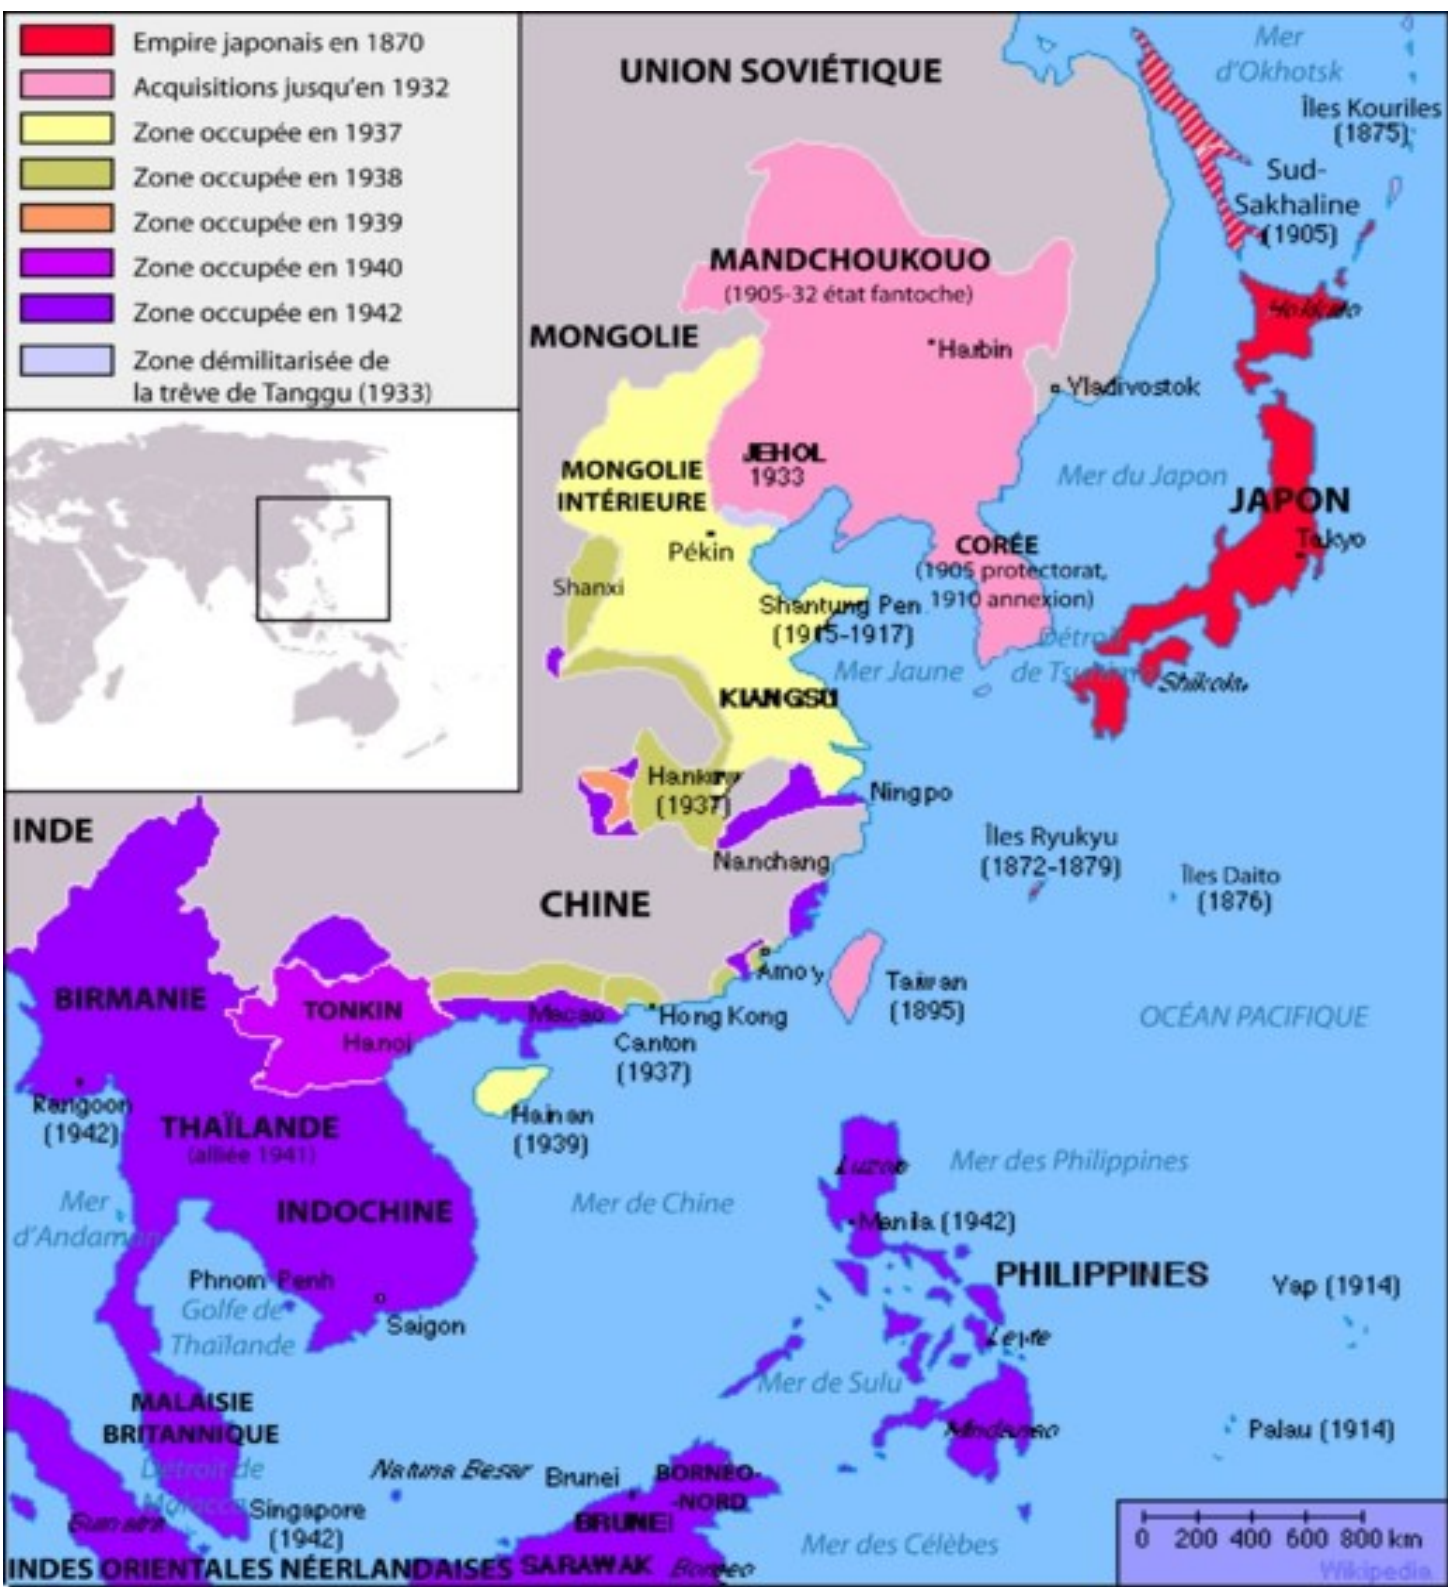 Empire japonais en 1870
Acquisitions jusqu'en 1932
Zone occupée en 1937
Zone occupée en 1938
Zone occupée en 1939
Zone occupée en 1940
Zone occupée en 1942
Zone démilitarisée de
la trêve de Tanggu (1933)
UNION SOVIÉTIQUE
Mer
d'Okhotsk
Îles Kouriles
(1875)
Sud-
Sakhaline
(1905)
MANDCHOUKOUO
(1905-32 état fantoche)
Hokkaido
MONGOLIE
Harbin
Vladivostok
JEHOL
1933
MONGOLIE
INTÉRIEURE
Mer du Japon
JAPON
Tokyo
Pékin
CORÉE
(1905 protectorat,
1910 annexion)
Shanxi
Shantung Pen
(1915-1917)
Détroit
de Tsushima
Mer Jaune
Shikoku
KIANGSU
Hankow
(1937)
Ningpo
Nanchang
INDE
Îles Ryukyu
(1872-1879)
Îles Daito
(1876)
CHINE
Amoy
Taiwan
(1895)
BIRMANIE
TONKIN
Hanoi
Macao
Hong Kong
Canton
(1937)
OCÉAN PACIFIQUE
Rangoon
(1942)
Hainan
(1939)
THAÏLANDE
(alliée 1941)
Luzon
Mer des Philippines
Mer
d'Andaman
INDOCHINE
Mer de Chine
Manila (1942)
Phnom Penh
Golfe de
Thaïlande
Saigon
PHILIPPINES
Yap (1914)
Leyte
Mer de Sulu
MALAISIE
BRITANNIQUE
Mindanao
Palau (1914)
Détroit de
Malacca
Natuna Besar
Brunei
BORNEO-
-NORD
Singapore
(1942)
Sumatra
BRUNEI
Mer des Célèbes
INDES ORIENTALES NÉERLANDAISES
SARAWAK
Borneo
0 200 400 600 800 km
Wikipedia